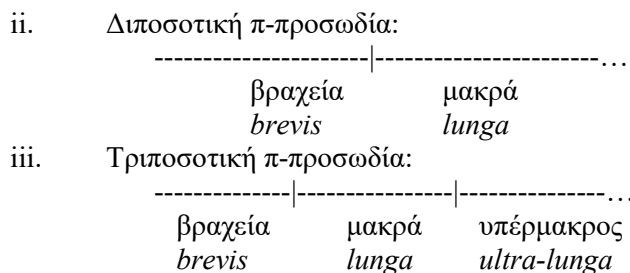 ii. Διποσοτική π-προσωδία:
----------------------|-----------------------…
βραχεία μακρά
brevis lunga
iii. Τριποσοτική π-προσωδία:
--------------|----------------|---------------…
βραχεία μακρά υπέρμακρος
brevis lunga ultra-lunga